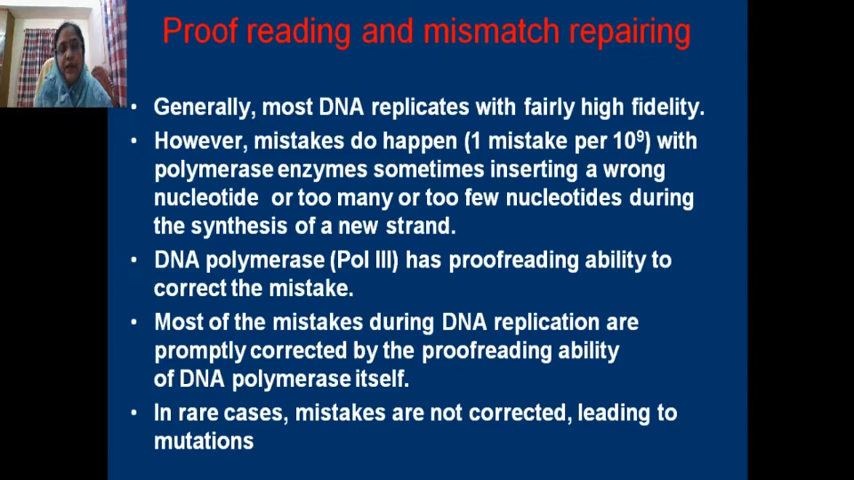 Proof reading and mismatch repairing
• Generally, most DNA replicates with fairly high fidelity.
• However, mistakes do happen (1 mistake per 10⁹) with
polymerase enzymes sometimes inserting a wrong
nucleotide or too many or too few nucleotides during
the synthesis of a new strand.
• DNA polymerase (Pol III) has proofreading ability to
correct the mistake.
• Most of the mistakes during DNA replication are
promptly corrected by the proofreading ability
of DNA polymerase itself.
• In rare cases, mistakes are not corrected, leading to
mutations